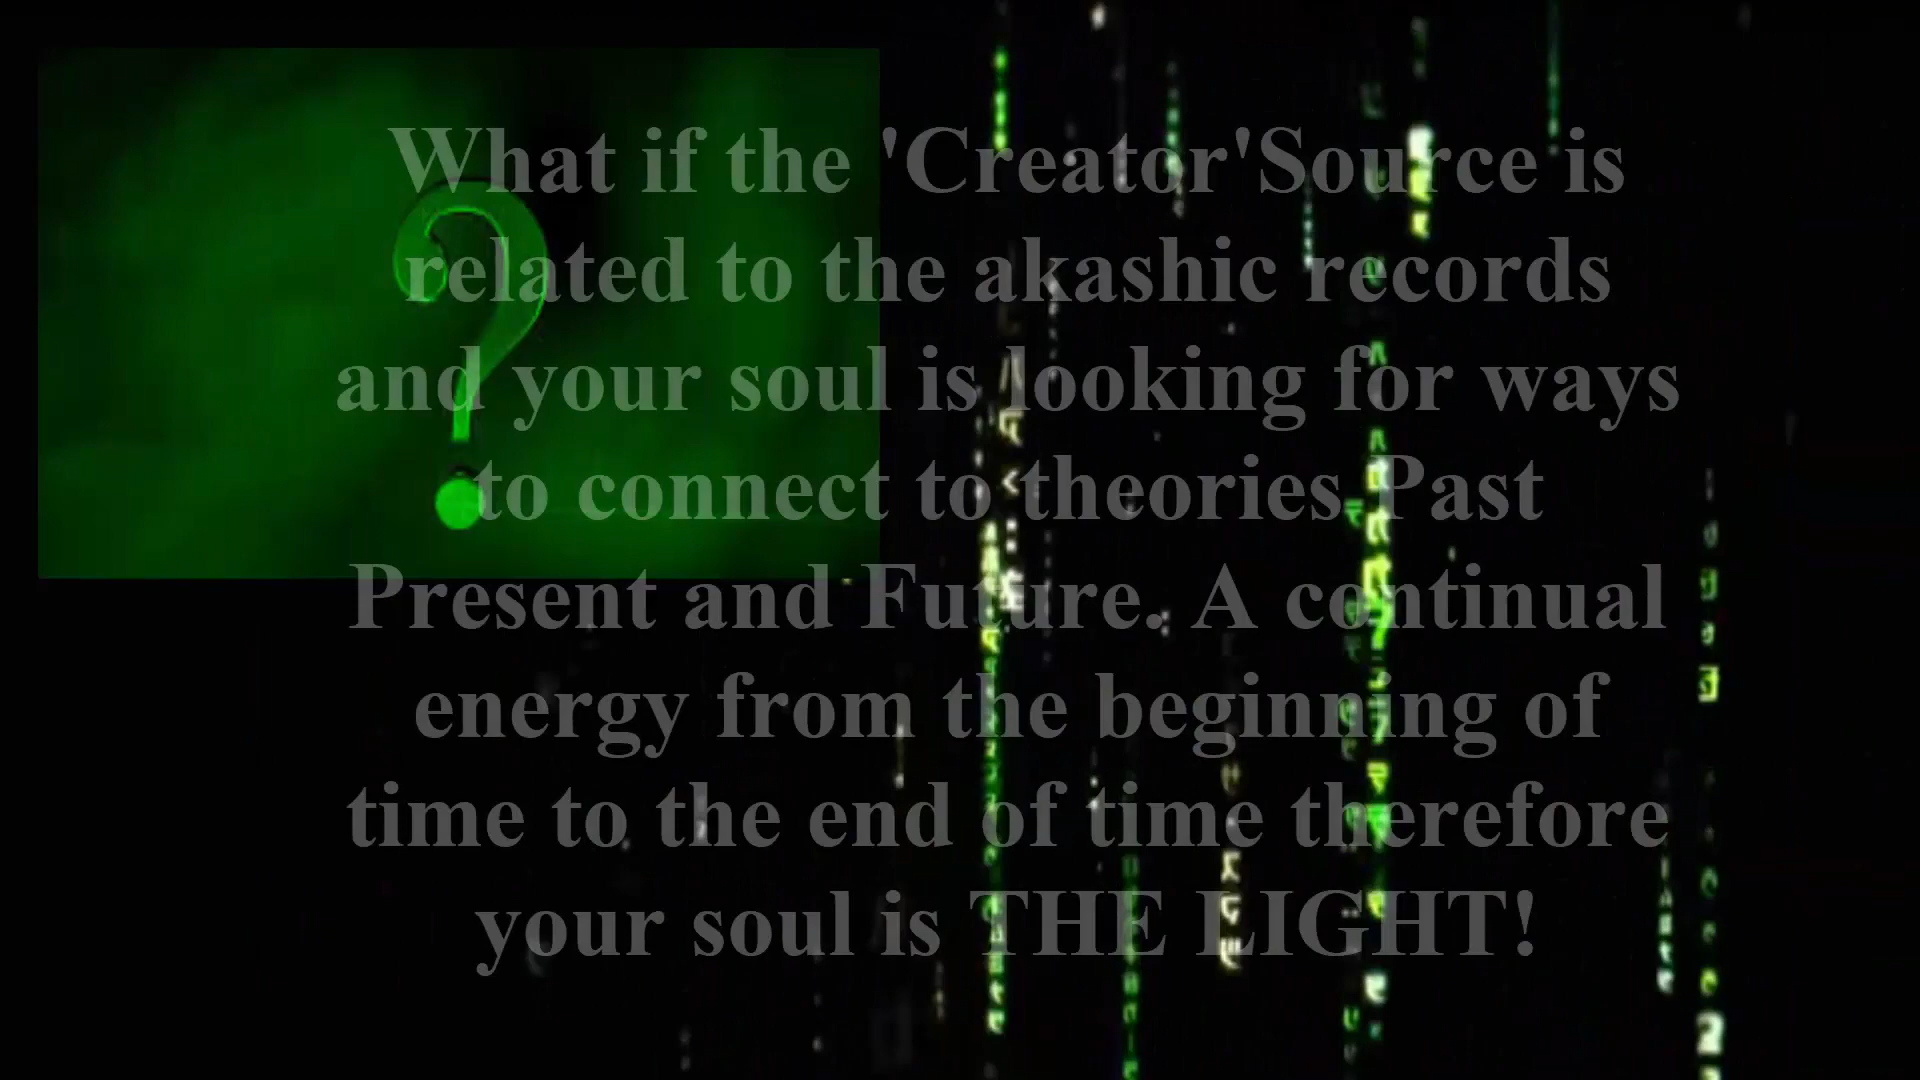 What if the 'Creator'Source is
related to the akashic records
and your soul is looking for ways
to connect to theories Past
Present and Future. A continual
energy from the beginning of
time to the end of time therefore
your soul is THE LIGHT!
?